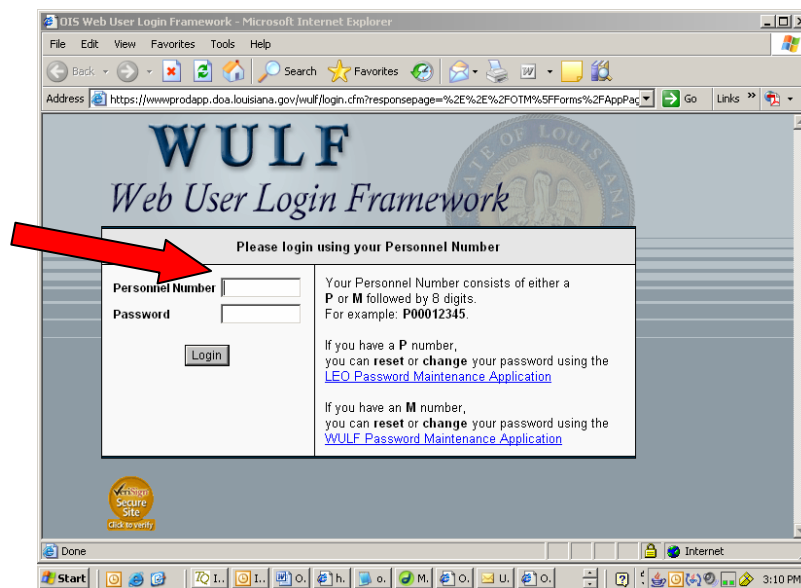 OIS Web User Login Framework - Microsoft Internet Explorer
File Edit View Favorites Tools Help
Back Search Favorites
Address https://wwwprodapp.doa.louisiana.gov/wulf/login.cfm?responsepage=%2E%2E%2FOTM%5FForms%2FAppPag Go Links »
WULF
Web User Login Framework
STATE OF LOUISIANA
Please login using your Personnel Number
Personnel Number
Password
Login
Your Personnel Number consists of either a
P or M followed by 8 digits.
For example: P00012345.
If you have a P number,
you can reset or change your password using the
LEO Password Maintenance Application
If you have an M number,
you can reset or change your password using the
WULF Password Maintenance Application
VeriSign
Secure
Site
Click to verify
Done Internet
Start I.. I.. O. h. o. M. O. U. O. 3:10 PM